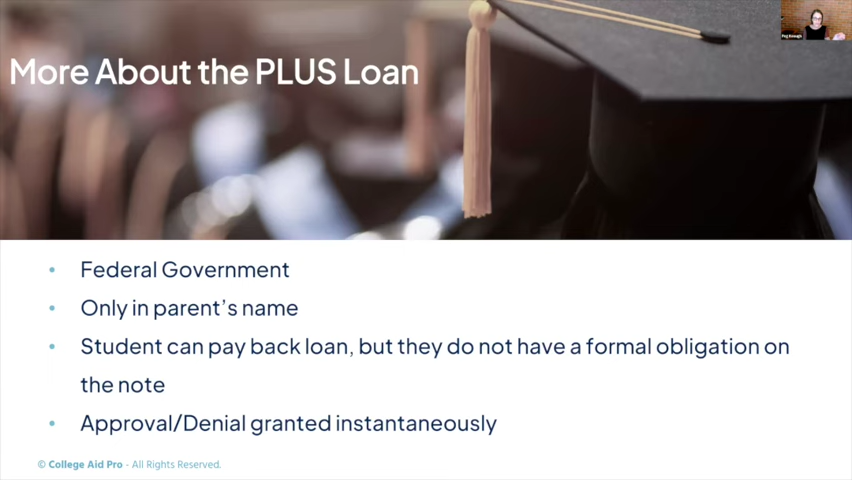 More About the PLUS Loan
• Federal Government
• Only in parent's name
• Student can pay back loan, but they do not have a formal obligation on
the note
• Approval/Denial granted instantaneously
© College Aid Pro - All Rights Reserved.